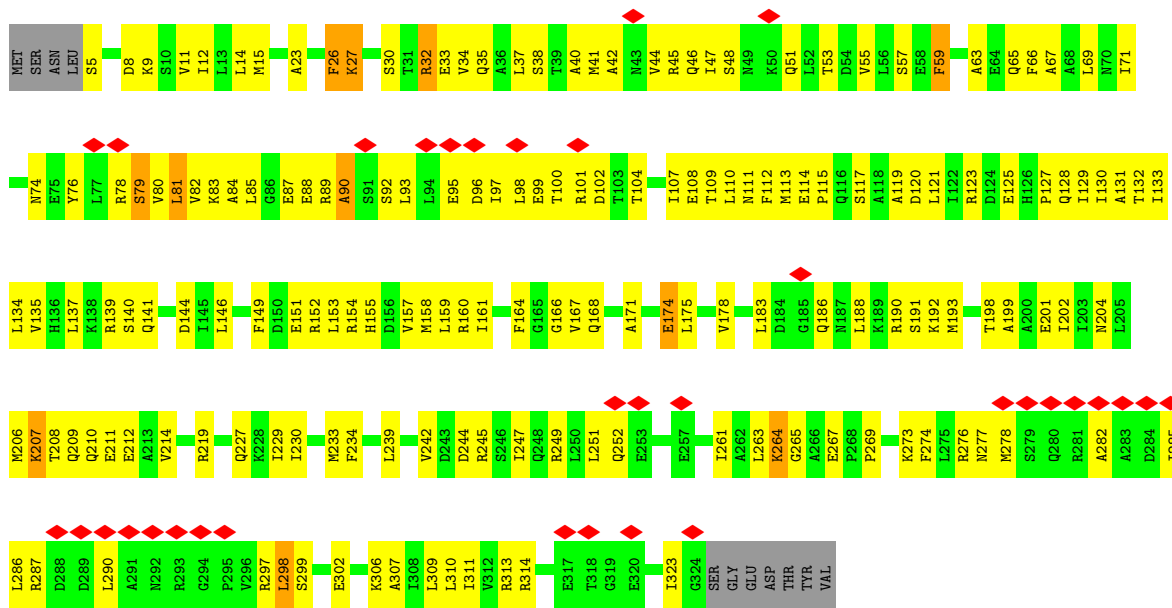 MET SER ASN LEU S5 D8 K9 S10 V11 I12 L13 L14 M15 A23 F26 K27 S30 T31 R32 E33 V34 Q35 A36 L37 S38 T39 A40 M41 A42 N43 V44 R45 Q46 I47 S48 N49 K50 Q51 L52 T53 D54 V55 L56 S57 E58 F59 A63 E64 Q65 F66 A67 A68 L69 N70 I71
N74 E75 Y76 L77 R78 S79 V80 L81 V82 K83 A84 L85 G86 E87 E88 R89 A90 S91 S92 L93 L94 E95 D96 I97 L98 E99 T100 R101 D102 T103 T104 I107 E108 T109 L110 N111 F112 M113 E114 P115 Q116 S117 A118 A119 D120 L121 I122 R123 D124 E125 H126 P127 Q128 I129 I130 A131 T132 I133
L134 V135 H136 L137 K138 R139 S140 Q141 D144 I145 L146 F149 D150 E151 R152 L153 R154 H155 D156 V157 M158 L159 R160 I161 F164 G165 G166 V167 Q168 A171 E174 L175 V178 L183 D184 G185 Q186 N187 L188 K189 R190 S191 K192 M193 T198 A199 A200 E201 I202 I203 N204 L205
M206 K207 T208 Q209 Q210 E211 E212 A213 V214 R219 Q227 K228 I229 I230 M233 F234 L239 V242 D243 D244 R245 S246 I247 Q248 R249 L250 L251 Q252 E253 E257 I261 A262 L263 K264 G265 A266 E267 P268 P269 K273 F274 L275 R276 N277 M278 S279 Q280 R281 A282 A283 D284
L286 R287 D288 D289 L290 A291 N292 R293 G294 P295 V296 R297 L298 S299 E302 K306 A307 I308 L309 L310 I311 V312 R313 R314 E317 T318 G319 E320 I323 G324 SER GLY GLU ASP THR TYR VAL